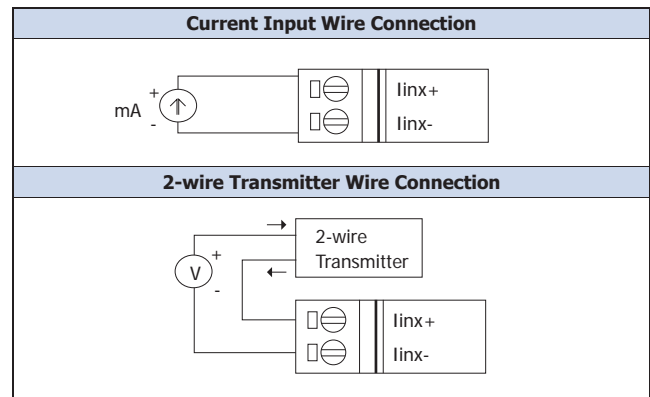 Current Input Wire Connection
mA
+
-
Iinx+
Iinx-
2-wire Transmitter Wire Connection
2-wire
Transmitter
V
+
-
Iinx+
Iinx-